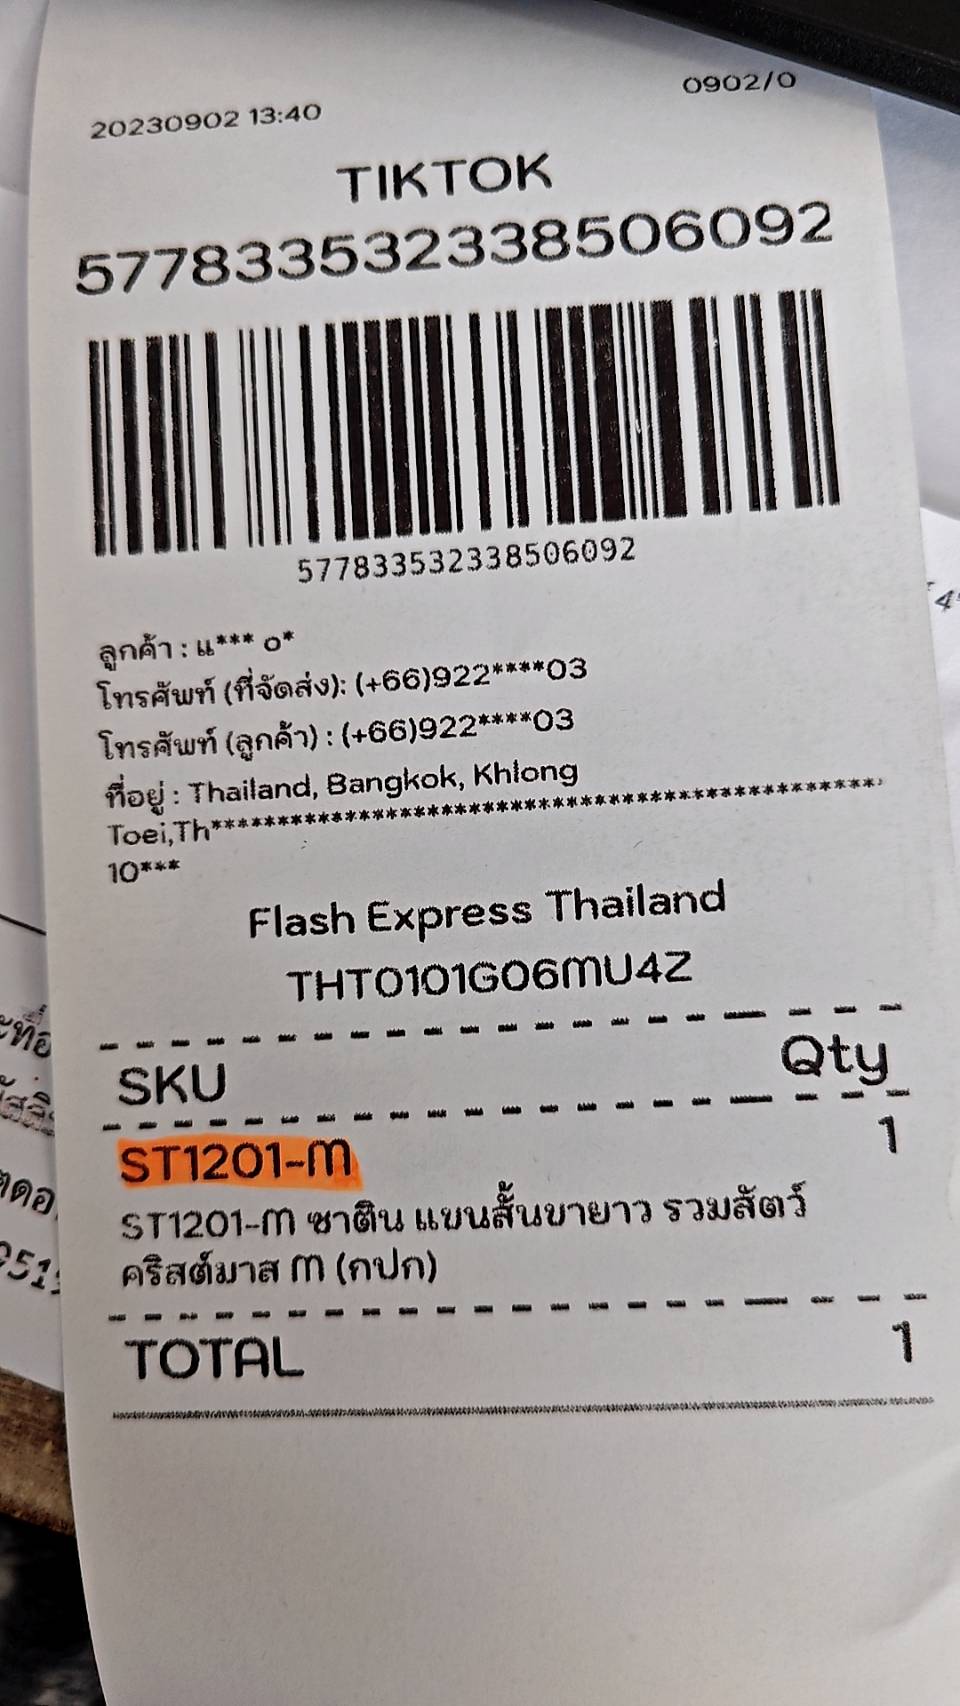 20230902 13:40
0902/0
TIKTOK
577833532338506092
577833532338506092
ลูกค้า : แ*** o*
โทรศัพท์ (ที่จัดส่ง): (+66)922****03
โทรศัพท์ (ลูกค้า) : (+66)922****03
ที่อยู่ : Thailand, Bangkok, Khlong
Toei,Th**************************************************,
10***
Flash Express Thailand
THT0101G06MU4Z
SKU Qty
ST1201-M 1
ST1201-M ซาติน แขนสั้นขายาว รวมสัตว์
คริสต์มาส M (กปก)
TOTAL 1